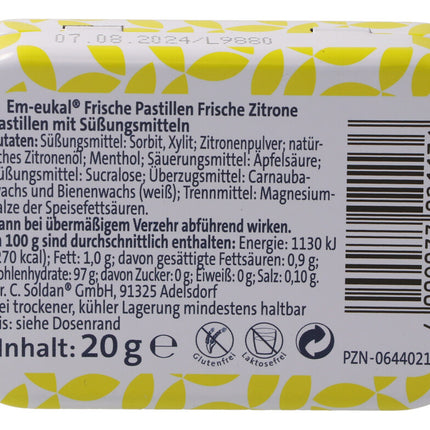 07.08.2024/L9880
Em-eukal® Frische Pastillen Frische Zitrone
astillen mit Süßungsmitteln
utaten: Süßungsmittel: Sorbit, Xylit; Zitronenpulver; natür-
ches Zitronenöl; Menthol; Säuerungsmittel: Äpfelsäure;
üßungsmittel: Sucralose; Überzugsmittel: Carnauba-
achs und Bienenwachs (weiß); Trennmittel: Magnesium-
alze der Speisefettsäuren.
ann bei übermäßigem Verzehr abführend wirken.
100 g sind durchschnittlich enthalten: Energie: 1130 kJ
270 kcal); Fett: 1,0 g; davon gesättigte Fettsäuren: 0,9 g;
ohlenhydrate: 97 g; davon Zucker: 0 g; Eiweiß: 0 g; Salz: 0,10 g.
r. C. Soldan® GmbH, 91325 Adelsdorf
ei trockener, kühler Lagerung mindestens haltbar
is: siehe Dosenrand
Inhalt: 20 g ℮
Glutenfrei
Laktosefrei
PZN-0644021